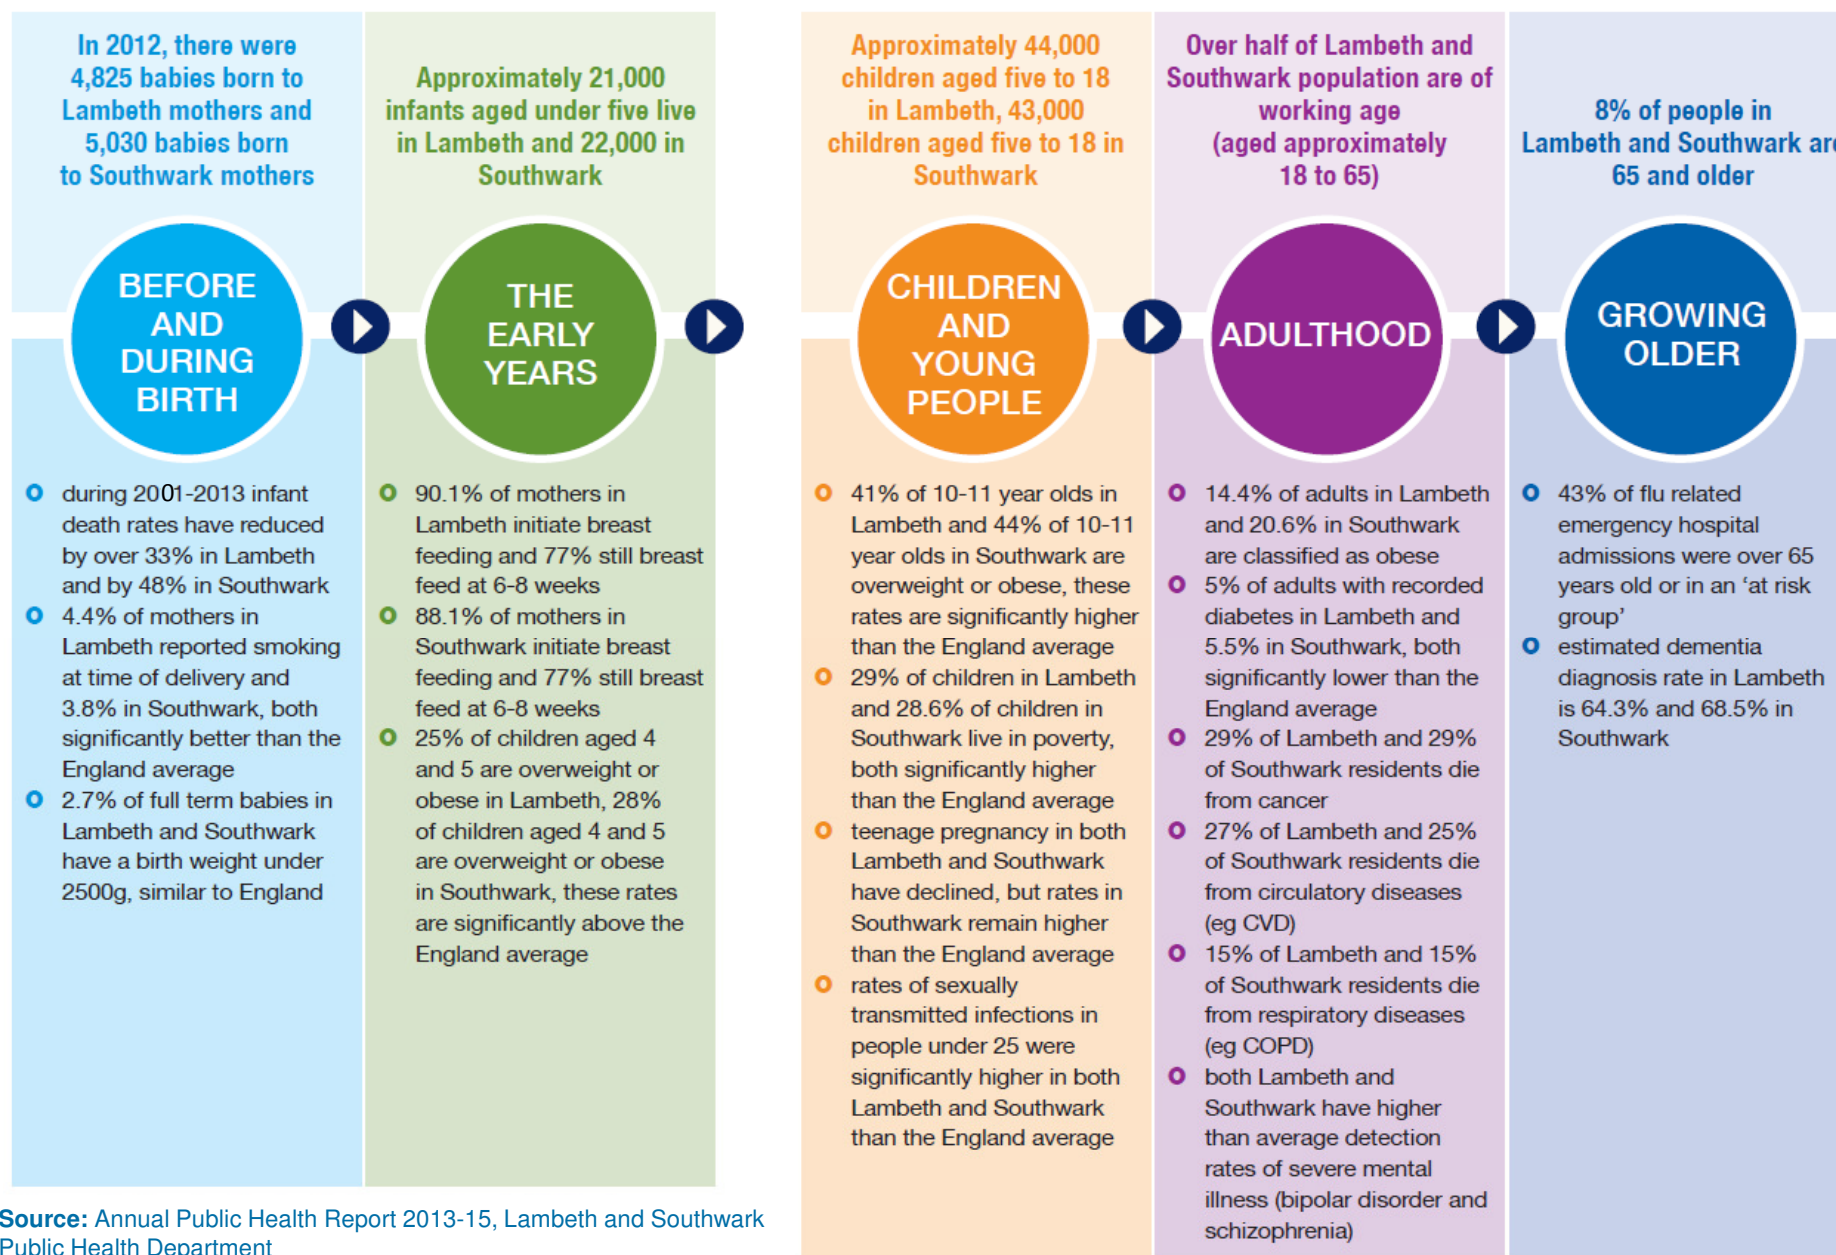 In 2012, there were
4,825 babies born to
Lambeth mothers and
5,030 babies born
to Southwark mothers
BEFORE
AND
DURING
BIRTH
during 2001-2013 infant
death rates have reduced
by over 33% in Lambeth
and by 48% in Southwark
4.4% of mothers in
Lambeth reported smoking
at time of delivery and
3.8% in Southwark, both
significantly better than the
England average
2.7% of full term babies in
Lambeth and Southwark
have a birth weight under
2500g, similar to England
Approximately 21,000
infants aged under five live
in Lambeth and 22,000 in
Southwark
THE
EARLY
YEARS
90.1% of mothers in
Lambeth initiate breast
feeding and 77% still breast
feed at 6-8 weeks
88.1% of mothers in
Southwark initiate breast
feeding and 77% still breast
feed at 6-8 weeks
25% of children aged 4
and 5 are overweight or
obese in Lambeth, 28%
of children aged 4 and 5
are overweight or obese
in Southwark, these rates
are significantly above the
England average
Approximately 44,000
children aged five to 18
in Lambeth, 43,000
children aged five to 18 in
Southwark
CHILDREN
AND
YOUNG
PEOPLE
41% of 10-11 year olds in
Lambeth and 44% of 10-11
year olds in Southwark are
overweight or obese, these
rates are significantly higher
than the England average
29% of children in Lambeth
and 28.6% of children in
Southwark live in poverty,
both significantly higher
than the England average
teenage pregnancy in both
Lambeth and Southwark
have declined, but rates in
Southwark remain higher
than the England average
rates of sexually
transmitted infections in
people under 25 were
significantly higher in both
Lambeth and Southwark
than the England average
Over half of Lambeth and
Southwark population are of
working age
(aged approximately
18 to 65)
ADULTHOOD
14.4% of adults in Lambeth
and 20.6% in Southwark
are classified as obese
5% of adults with recorded
diabetes in Lambeth and
5.5% in Southwark, both
significantly lower than the
England average
29% of Lambeth and 29%
of Southwark residents die
from cancer
27% of Lambeth and 25%
of Southwark residents die
from circulatory diseases
(eg CVD)
15% of Lambeth and 15%
of Southwark residents die
from respiratory diseases
(eg COPD)
both Lambeth and
Southwark have higher
than average detection
rates of severe mental
illness (bipolar disorder and
schizophrenia)
8% of people in
Lambeth and Southwark are
65 and older
GROWING
OLDER
43% of flu related
emergency hospital
admissions were over 65
years old or in an ‘at risk
group’
estimated dementia
diagnosis rate in Lambeth
is 64.3% and 68.5% in
Southwark
Source: Annual Public Health Report 2013-15, Lambeth and Southwark
Public Health Department